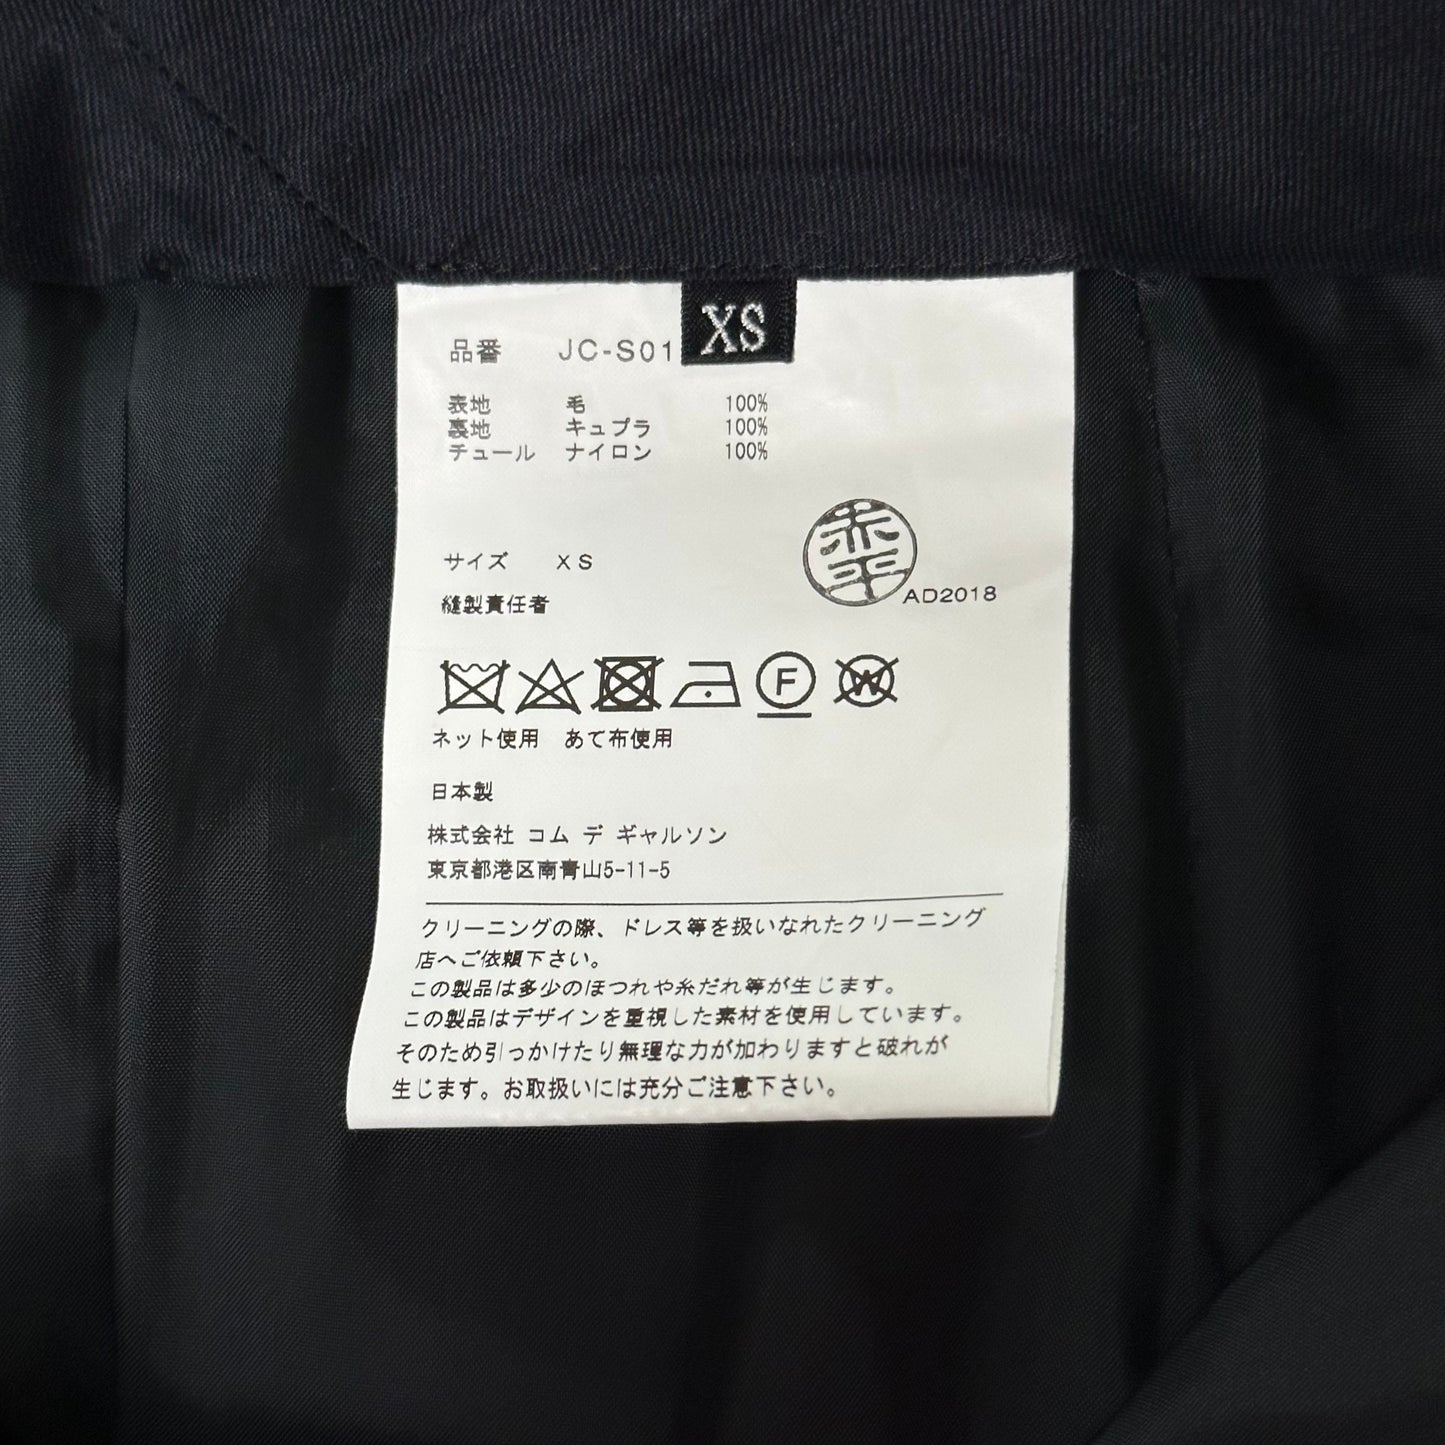 XS
品番 JC-S01
表地 毛 100%
裏地 キュプラ 100%
チュール ナイロン 100%
サイズ XS
縫製責任者
赤平
AD2018
F
W
ネット使用 あて布使用
日本製
株式会社 コム デ ギャルソン
東京都港区南青山5-11-5
クリーニングの際、ドレス等を扱いなれたクリーニング
店へご依頼下さい。
この製品は多少のほつれや糸だれ等が生じます。
この製品はデザインを重視した素材を使用しています。
そのため引っかけたり無理な力が加わりますと破れが
生じます。お取扱いには充分ご注意下さい。